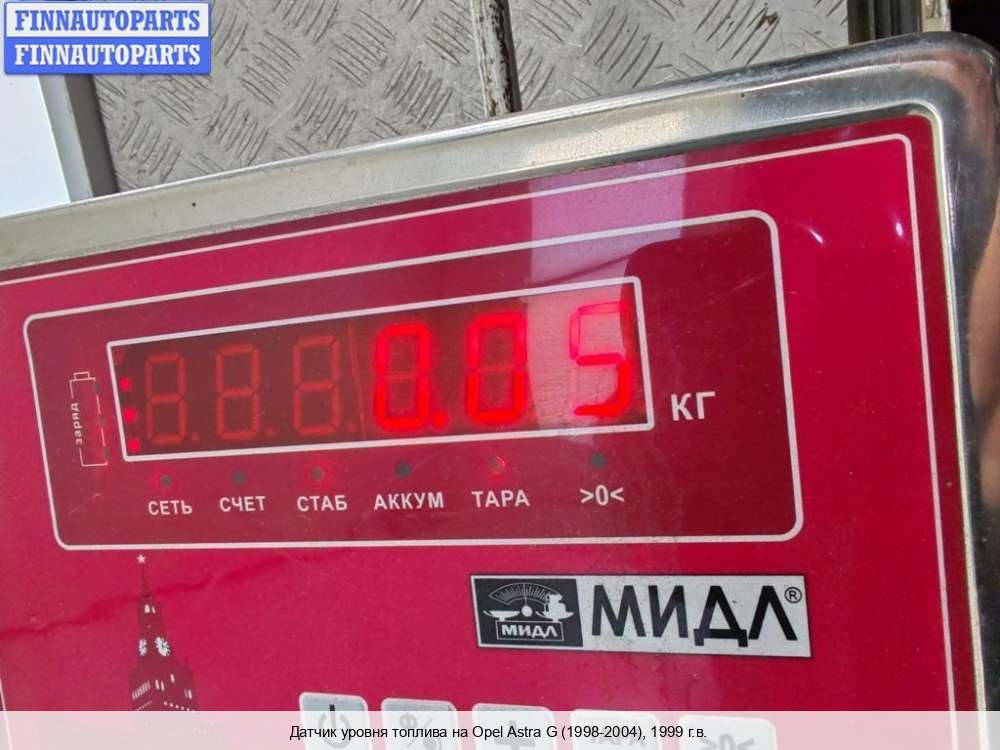 FINNAUTOPARTS
FINNAUTOPARTS
заряд
0.05 КГ
СЕТЬ СЧЕТ СТАБ АККУМ ТАРА >0<
МИДЛ МИДЛ®
Датчик уровня топлива на Opel Astra G (1998-2004), 1999 г.в.